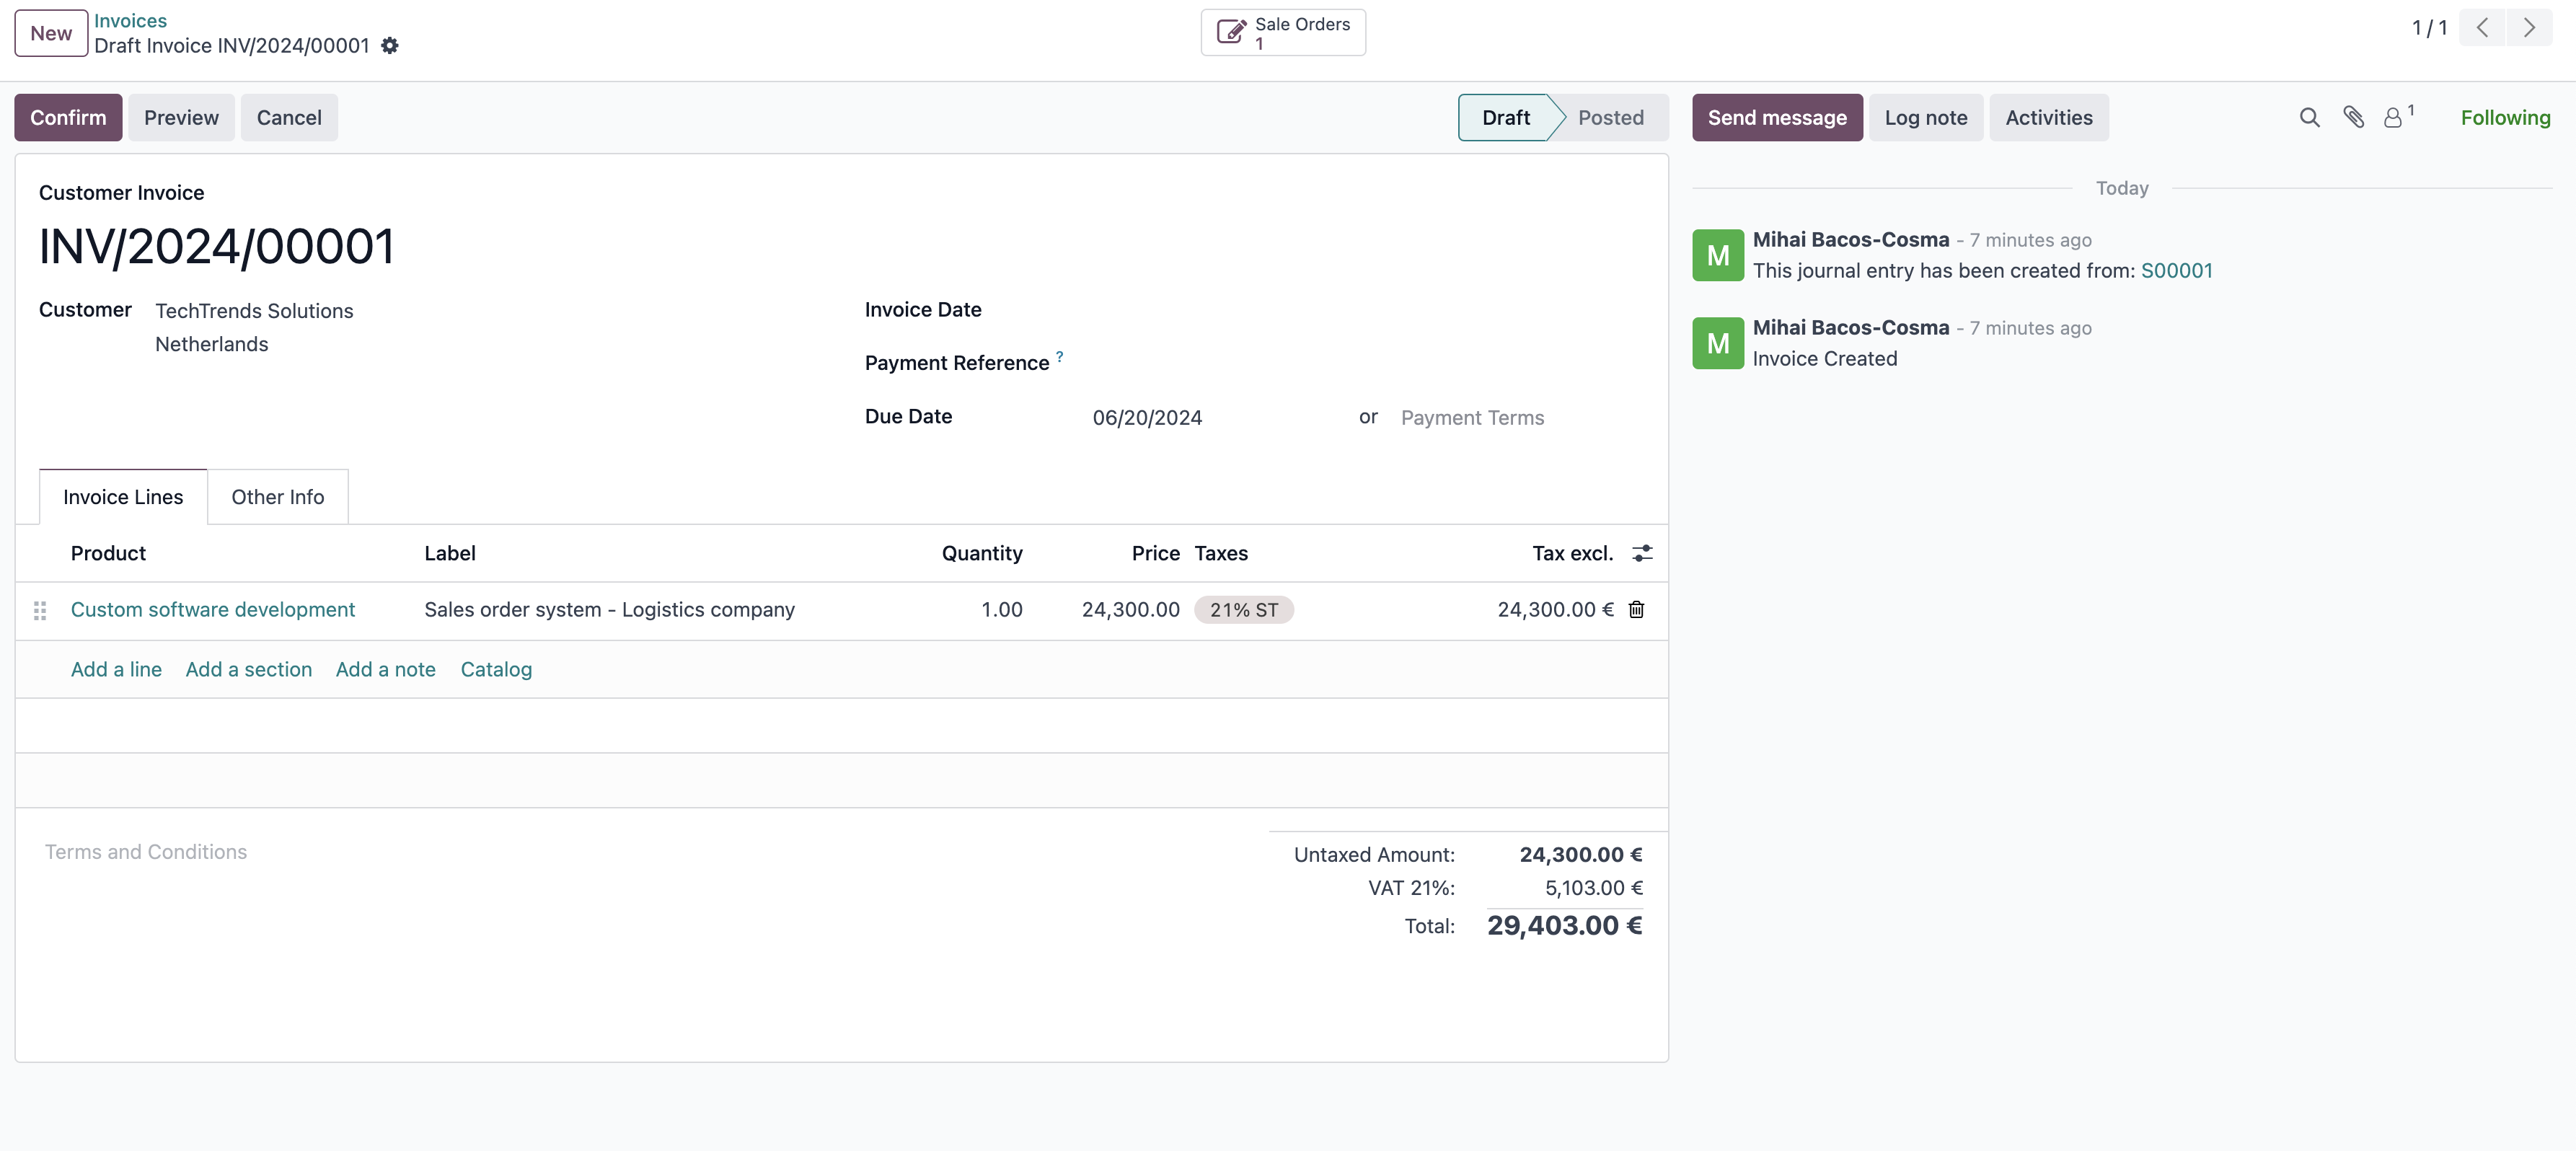 New
Invoices
Draft Invoice INV/2024/00001
Sale Orders
1
1 / 1
Confirm
Preview
Cancel
Draft
Posted
Send message
Log note
Activities
1
Following
Customer Invoice
INV/2024/00001
Customer
TechTrends Solutions
Netherlands
Invoice Date
Payment Reference ?
Due Date
06/20/2024
or
Payment Terms
Invoice Lines
Other Info
Product Label Quantity Price Taxes Tax excl.
Custom software development Sales order system - Logistics company 1.00 24,300.00 21% ST 24,300.00 €
Add a line Add a section Add a note Catalog
Terms and Conditions
Untaxed Amount: 24,300.00 €
VAT 21%: 5,103.00 €
Total: 29,403.00 €
Today
M
Mihai Bacos-Cosma - 7 minutes ago
This journal entry has been created from: S00001
M
Mihai Bacos-Cosma - 7 minutes ago
Invoice Created